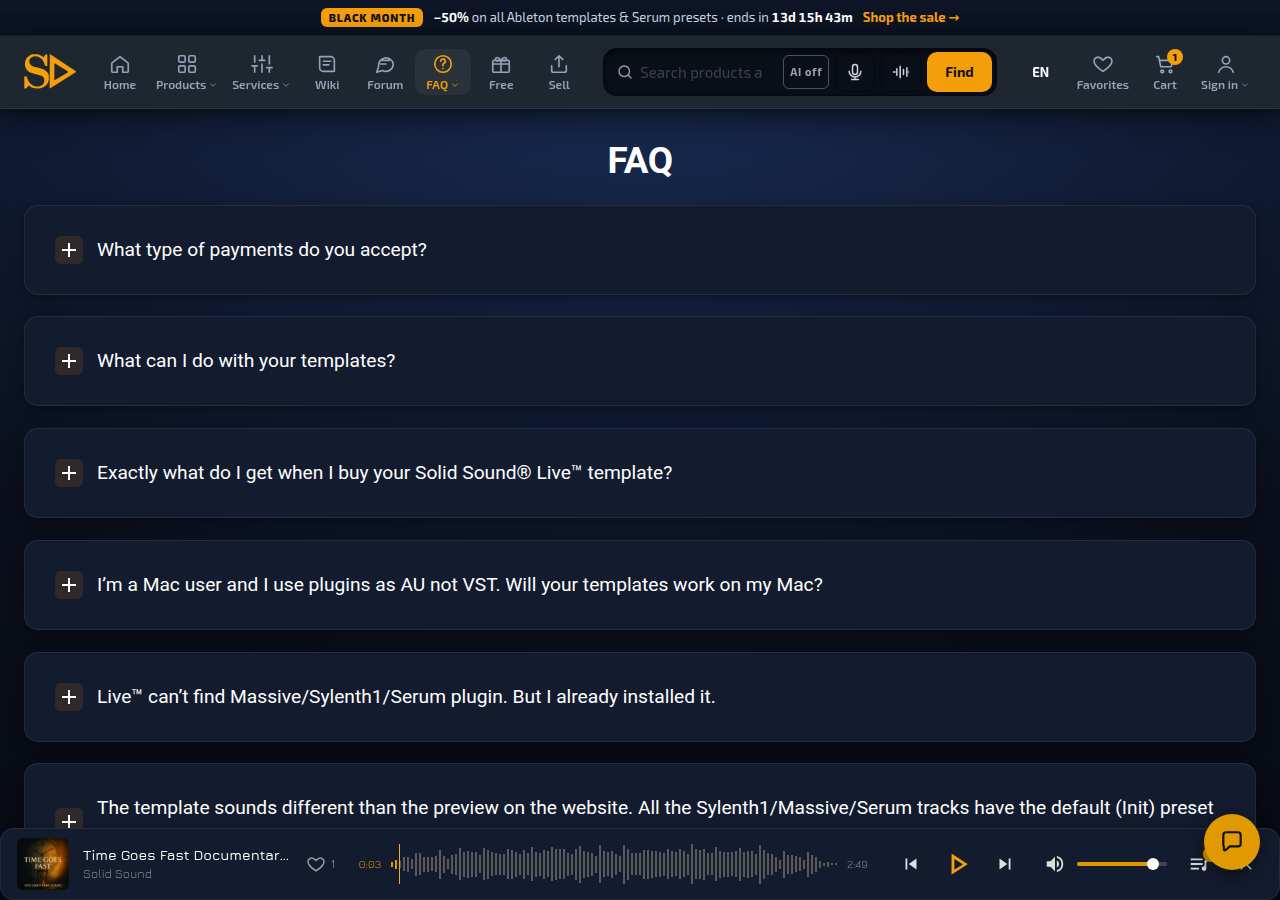 BLACK MONTH −50% on all Ableton templates & Serum presets · ends in 13d 15h 43m Shop the sale →
Home Products Services Wiki Forum FAQ Free Sell Search products a AI off Find EN Favorites 1 Cart Sign in
FAQ
What type of payments do you accept?
What can I do with your templates?
Exactly what do I get when I buy your Solid Sound® Live™ template?
I’m a Mac user and I use plugins as AU not VST. Will your templates work on my Mac?
Live™ can’t find Massive/Sylenth1/Serum plugin. But I already installed it.
The template sounds different than the preview on the website. All the Sylenth1/Massive/Serum tracks have the default (Init) preset
TIME GOES
FAST
Time Goes Fast Documentar...
Solid Sound
1
0:03
2:49